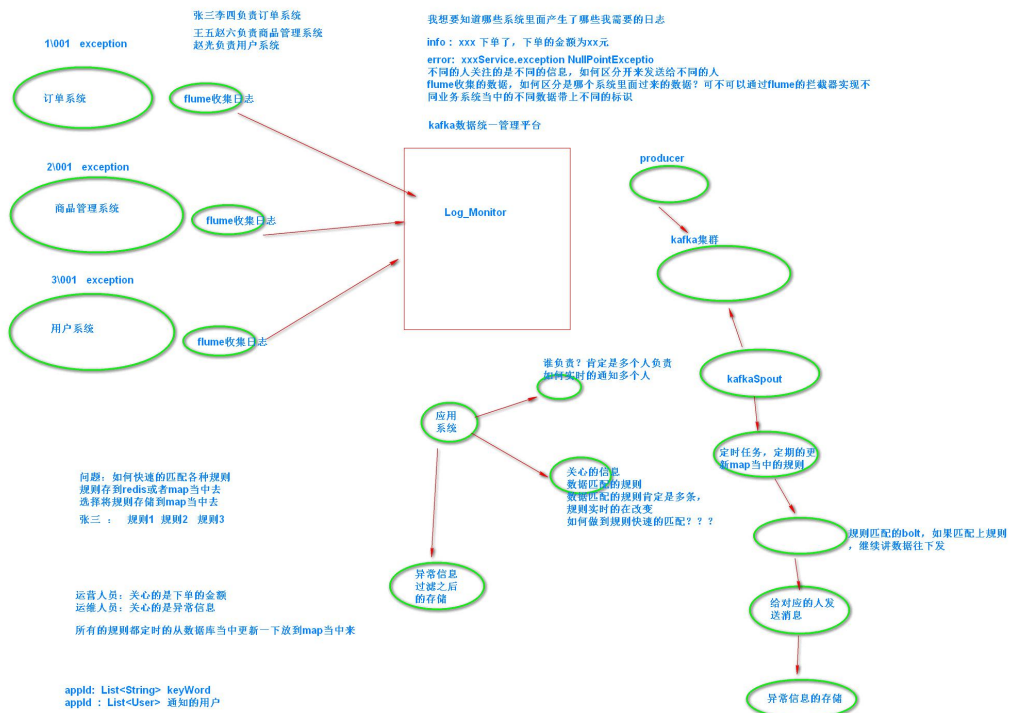 张三李四负责订单系统
王五赵六负责商品管理系统
赵光负责用户系统
我想要知道哪些系统里面产生了哪些我需要的日志
info： xxx 下单了，下单的金额为xx元
error: xxxService.exception NullPointExceptio
不同的人关注的是不同的信息，如何区分开来发送给不同的人
flume收集的数据，如何区分是哪个系统里面过来的数据？可不可以通过flume的拦截器实现不
同业务系统当中的不同数据带上不同的标识
kafka数据统一管理平台
1\001 exception
订单系统
flume收集日志
2\001 exception
商品管理系统
flume收集日志
3\001 exception
用户系统
flume收集日志
Log_Monitor
producer
kafka集群
kafkaSpout
定时任务，定期的更
新map当中的规则
规则匹配的bolt，如果匹配上规则
，继续讲数据往下发
给对应的人发
送消息
异常信息的存储
谁负责？肯定是多个人负责
如何实时的通知多个人
应用
系统
关心的信息
数据匹配的规则
数据匹配的规则肯定是多条，
规则实时的在改变
如何做到规则快速的匹配？？？
异常信息
过滤之后
的存储
问题：如何快速的匹配各种规则
规则存到redis或者map当中去
选择将规则存储到map当中去
张三 ： 规则1 规则2 规则3
运营人员：关心的是下单的金额
运维人员：关心的是异常信息
所有的规则都定时的从数据库当中更新一下放到map当中来
appId: List<String> keyWord
appId : List<User> 通知的用户